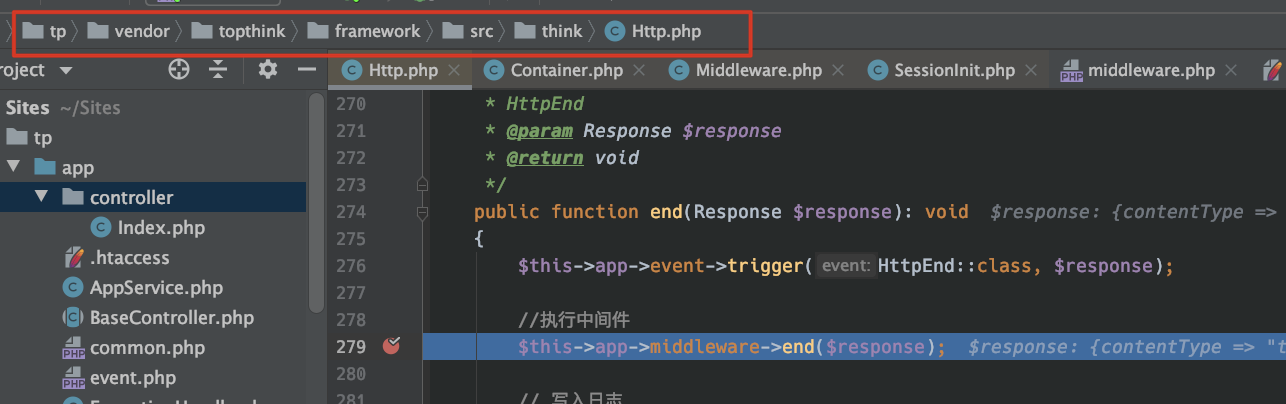 tp vendor topthink framework src think Http.php
roject
Http.php Container.php Middleware.php SessionInit.php middleware.php
Sites ~/Sites
tp
app
controller
Index.php
.htaccess
AppService.php
BaseController.php
common.php
event.php
270 * HttpEnd
271 * @param Response $response
272 * @return void
273 */
274 public function end(Response $response): void $response: {contentType =>
275 {
276 $this->app->event->trigger( event: HttpEnd::class, $response);
277
278 //执行中间件
279 $this->app->middleware->end($response); $response: {contentType => "t
280
281 // 写入日志